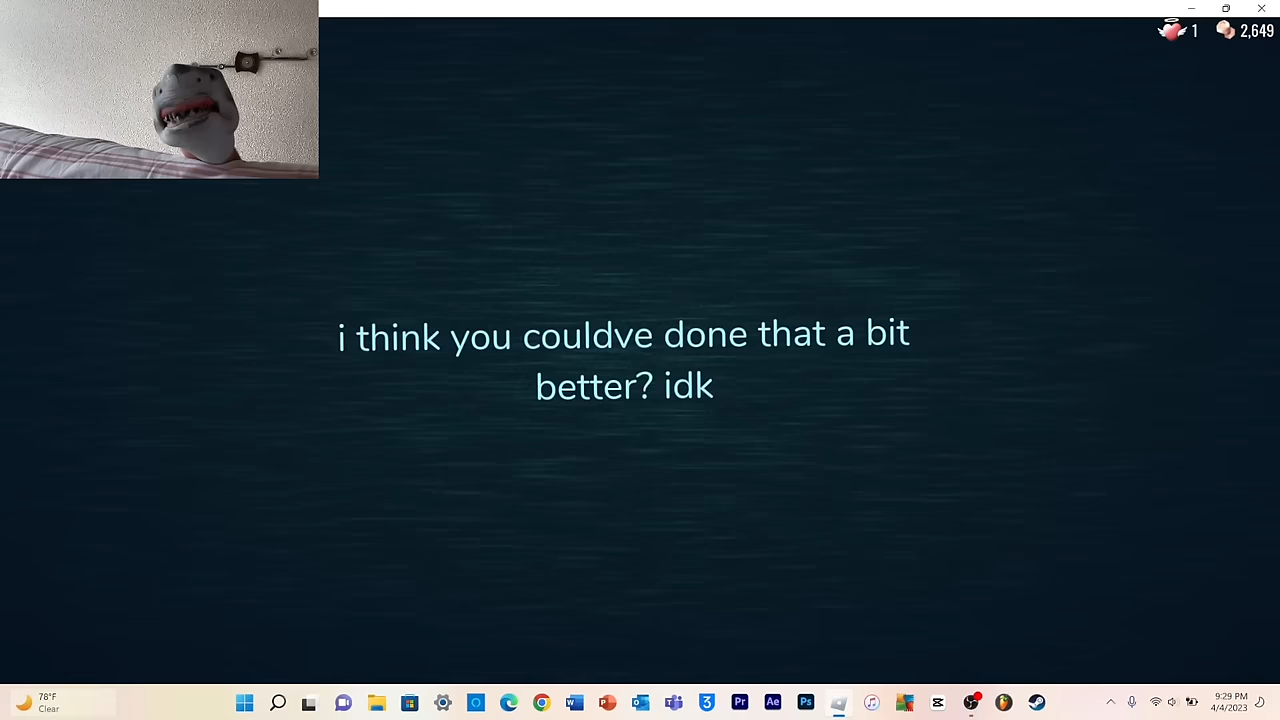 1
2,649
i think you couldve done that a bit
better? idk
78°F
Clear
9:29 PM
4/4/2023